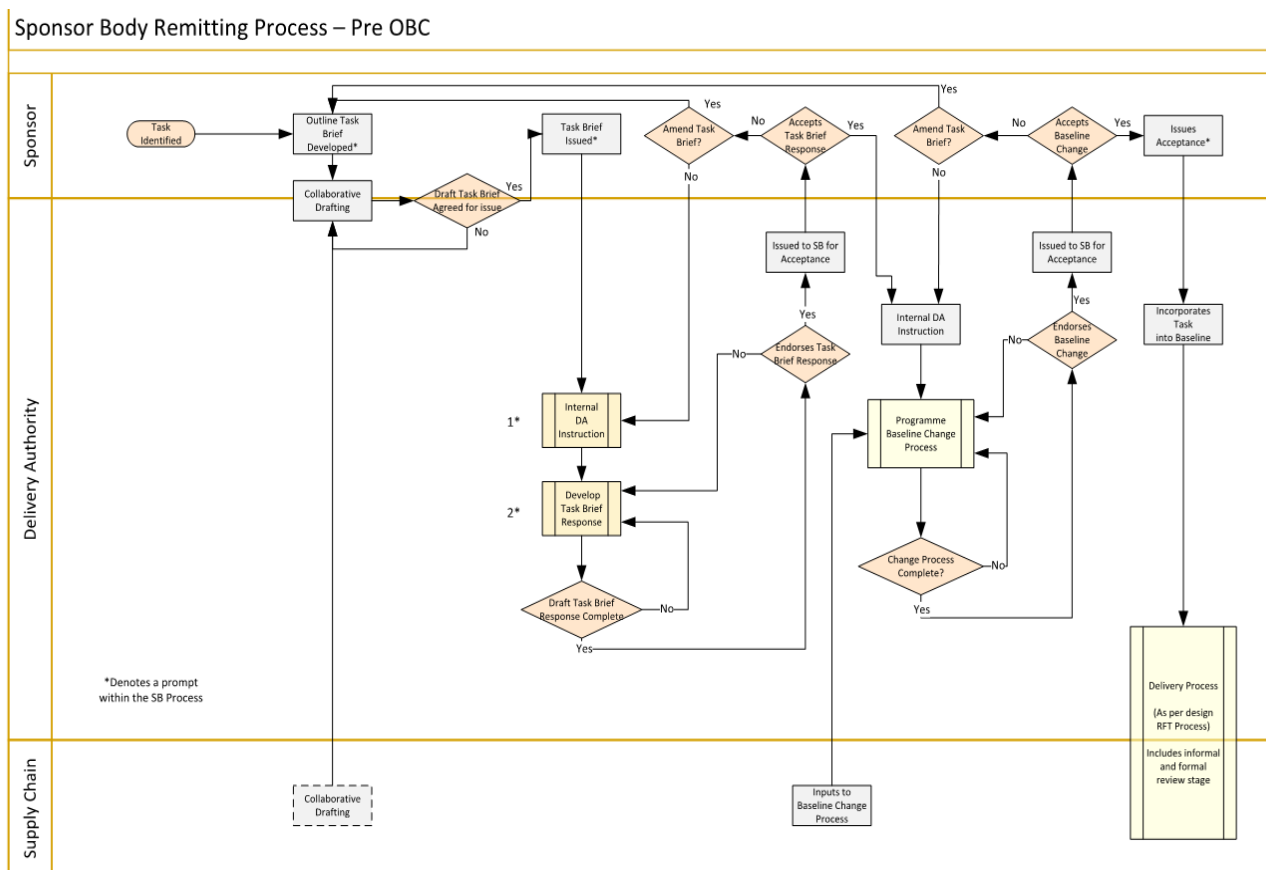 Sponsor Body Remitting Process – Pre OBC
Sponsor
Task
Identified
Outline Task
Brief
Developed*
Collaborative
Drafting
Draft Task Brief
Agreed for issue
Yes
No
Task Brief
Issued*
Amend Task
Brief?
Yes
No
No
Accepts
Task Brief
Response
Yes
Amend Task
Brief?
Yes
No
No
Accepts
Baseline
Change
Yes
Issues
Acceptance*
Delivery Authority
Issued to SB for
Acceptance
Yes
Endorses Task
Brief Response
No
Internal DA
Instruction
Issued to SB for
Acceptance
Yes
Endorses
Baseline
Change
No
Incorporates
Task
into Baseline
1*
Internal
DA
Instruction
2*
Develop
Task Brief
Response
Draft Task Brief
Response Complete
No
Yes
Programme
Baseline Change
Process
Change Process
Complete?
No
Yes
*Denotes a prompt
within the SB Process
Delivery Process
(As per design
RFT Process)
Includes informal
and formal
review stage
Supply Chain
Collaborative
Drafting
Inputs to
Baseline Change
Process